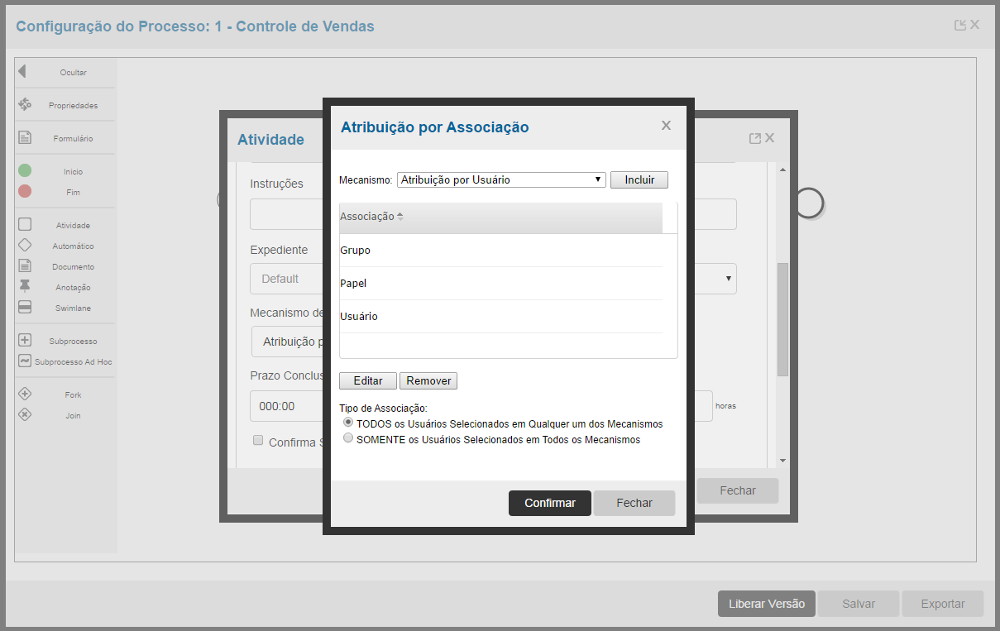 Configuração do Processo: 1 - Controle de Vendas
Ocultar
Propriedades
Formulário
Inicio
Fim
Atividade
Automático
Documento
Anotação
Swimlane
Subprocesso
Subprocesso Ad Hoc
Fork
Join
Atividade
Instruções
Expediente
Default
Mecanismo de
Atribuição p
Prazo Conclus
000:00
horas
Confirma S
Fechar
Atribuição por Associação
Mecanismo: Atribuição por Usuário Incluir
Associação
Grupo
Papel
Usuário
Editar Remover
Tipo de Associação:
TODOS os Usuários Selecionados em Qualquer um dos Mecanismos
SOMENTE os Usuários Selecionados em Todos os Mecanismos
Confirmar Fechar
Liberar Versão Salvar Exportar